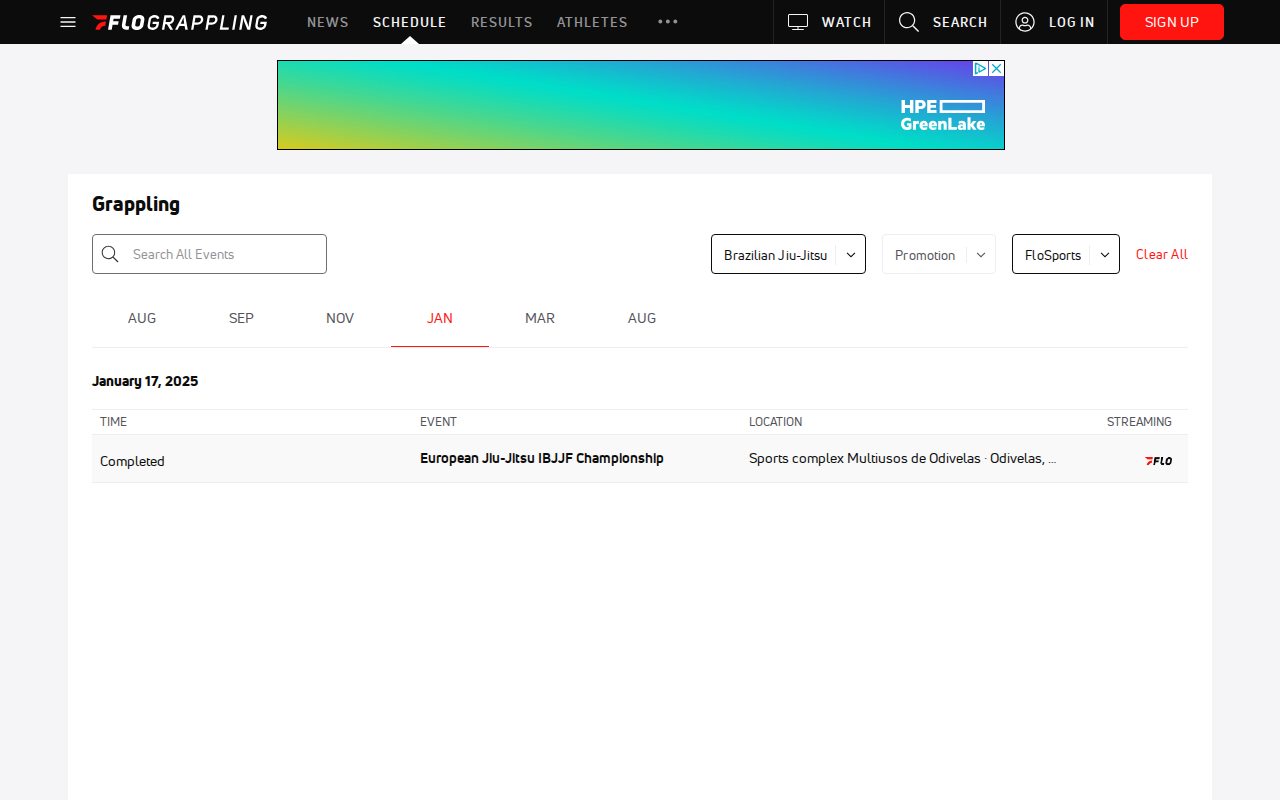 FLOGRAPPLING
NEWS
SCHEDULE
RESULTS
ATHLETES
WATCH
SEARCH
LOG IN
SIGN UP
HPE
GreenLake
Grappling
Search All Events
Brazilian Jiu-Jitsu
Promotion
FloSports
Clear All
AUG
SEP
NOV
JAN
MAR
AUG
January 17, 2025
TIME
EVENT
LOCATION
STREAMING
Completed
European Jiu-Jitsu IBJJF Championship
Sports complex Multiusos de Odivelas · Odivelas, ...
FLO